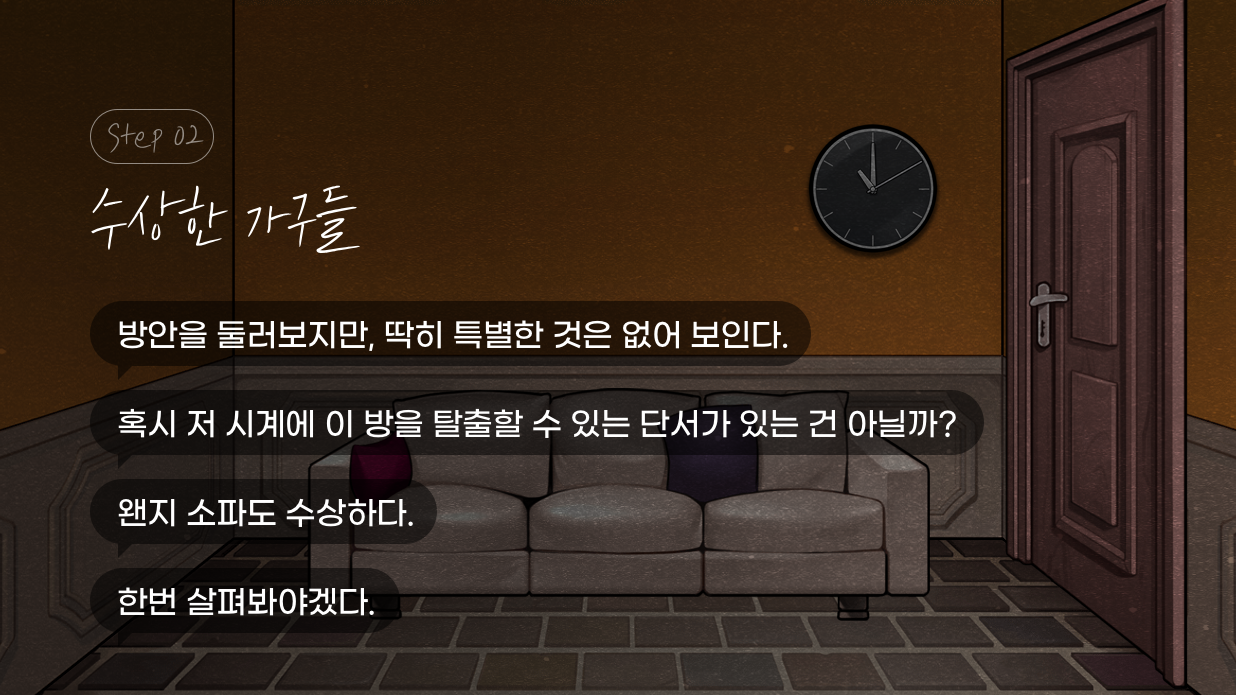 Step 02
수상한 가구들
방안을 둘러보지만, 딱히 특별한 것은 없어 보인다.
혹시 저 시계에 이 방을 탈출할 수 있는 단서가 있는 건 아닐까?
왠지 소파도 수상하다.
한번 살펴봐야겠다.